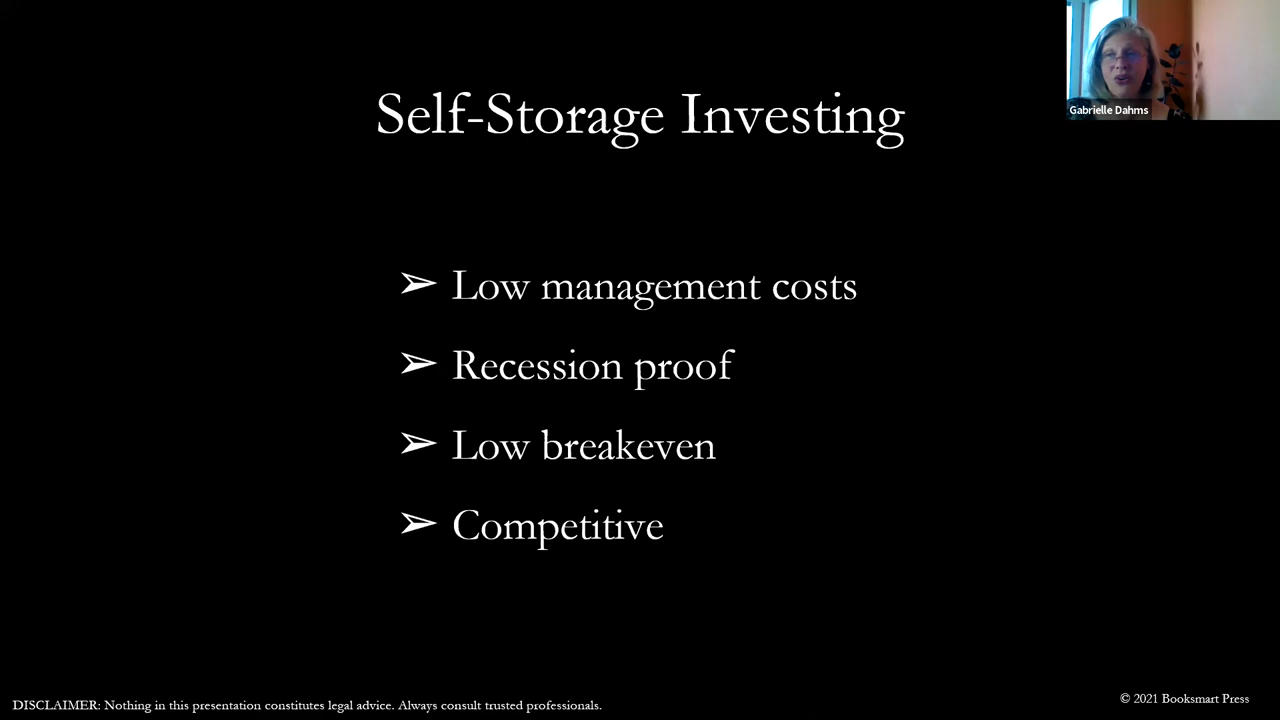 Gabrielle Dahms
Self-Storage Investing
➢ Low management costs
➢ Recession proof
➢ Low breakeven
➢ Competitive
DISCLAIMER: Nothing in this presentation constitutes legal advice. Always consult trusted professionals.
© 2021 Booksmart Press